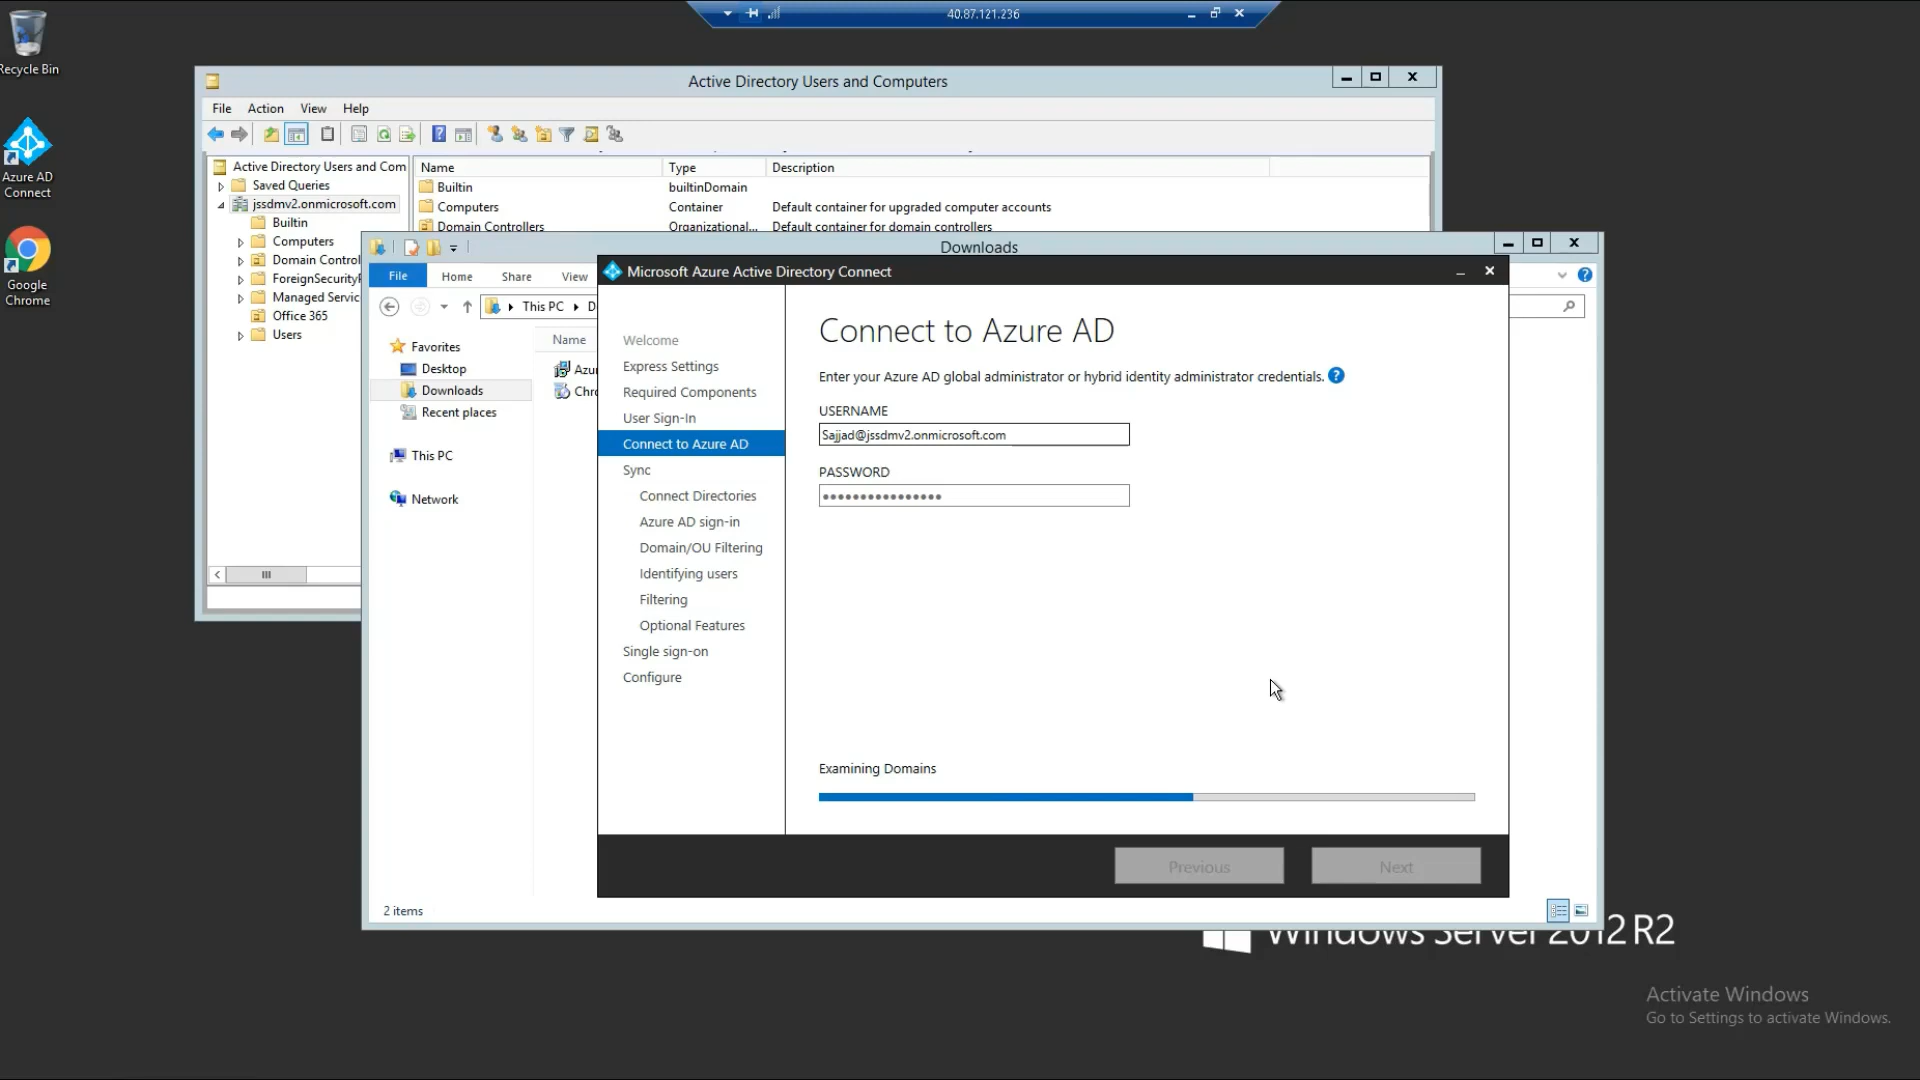 40.87.121.236
Recycle Bin
Azure AD
Connect
Google
Chrome
Active Directory Users and Computers
File Action View Help
Active Directory Users and Com
Saved Queries
jssdmv2.onmicrosoft.com
Builtin
Computers
Domain Control
ForeignSecurityP
Managed Servic
Office 365
Users
Name Type Description
Builtin builtinDomain
Computers Container Default container for upgraded computer accounts
Domain Controllers Organizational... Default container for domain controllers
Downloads
File Home Share View
This PC D
Favorites
Desktop
Downloads
Recent places
This PC
Network
Name
Azur
Chro
2 items
Microsoft Azure Active Directory Connect
Welcome
Express Settings
Required Components
User Sign-In
Connect to Azure AD
Sync
Connect Directories
Azure AD sign-in
Domain/OU Filtering
Identifying users
Filtering
Optional Features
Single sign-on
Configure
Connect to Azure AD
Enter your Azure AD global administrator or hybrid identity administrator credentials. ?
USERNAME
Sajjad@jssdmv2.onmicrosoft.com
PASSWORD
••••••••••••••••
Examining Domains
Previous Next
Windows Server 2012 R2
Activate Windows
Go to Settings to activate Windows.